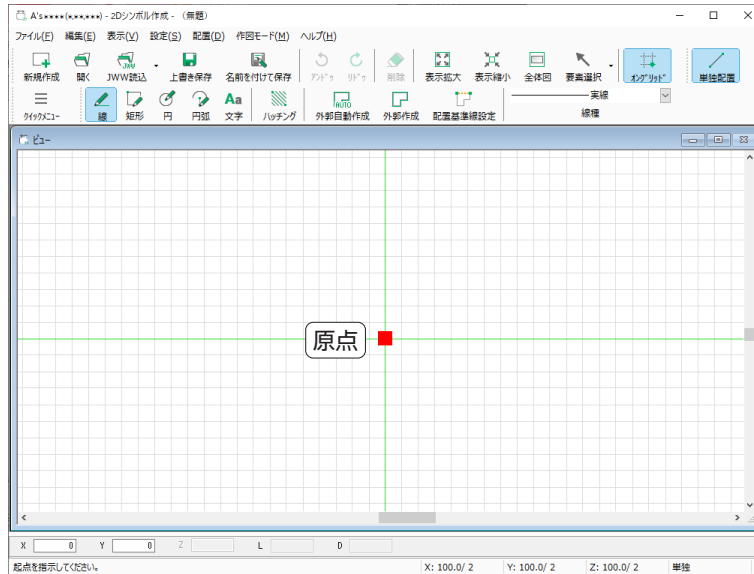 A's****(*,**,***) - 2Dシンボル作成 - （無題）
ファイル(F) 編集(E) 表示(V) 設定(S) 配置(D) 作図モード(M) ヘルプ(H)
新規作成 開く JWW読込 上書き保存 名前を付けて保存 アンドゥ リドゥ 削除 表示拡大 表示縮小 全体図 要素選択 オングリッド 単独配置
クイックメニュー 線 矩形 円 円弧 文字 ハッチング 外郭自動作成 外郭作成 配置基準線設定 実線
線種
ビュー
原点
X 0 Y 0 Z L D
起点を指示してください。 X: 100.0/ 2 Y: 100.0/ 2 Z: 100.0/ 2 単独